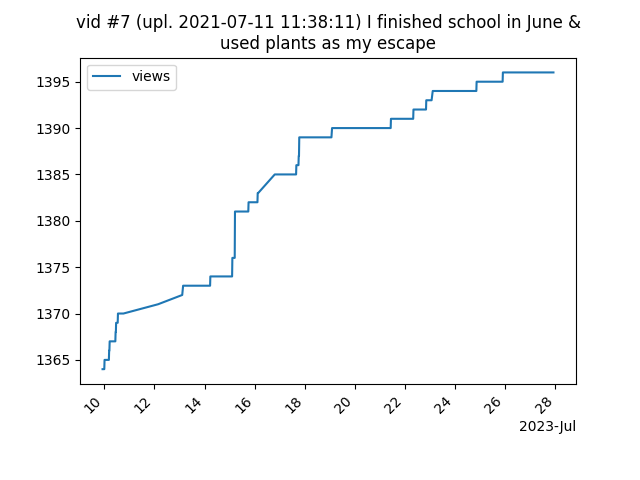 vid #7 (upl. 2021-07-11 11:38:11) I finished school in June &
used plants as my escape
views
1395
1390
1385
1380
1375
1370
1365
10 12 14 16 18 20 22 24 26 28
2023-Jul